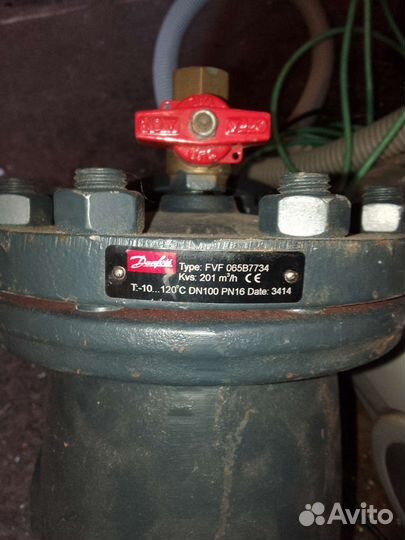 Danfoss
Type: FVF 065B7734
Kvs: 201 m³/h CE
T:-10...120°C DN100 PN16 Date: 3414
Avito